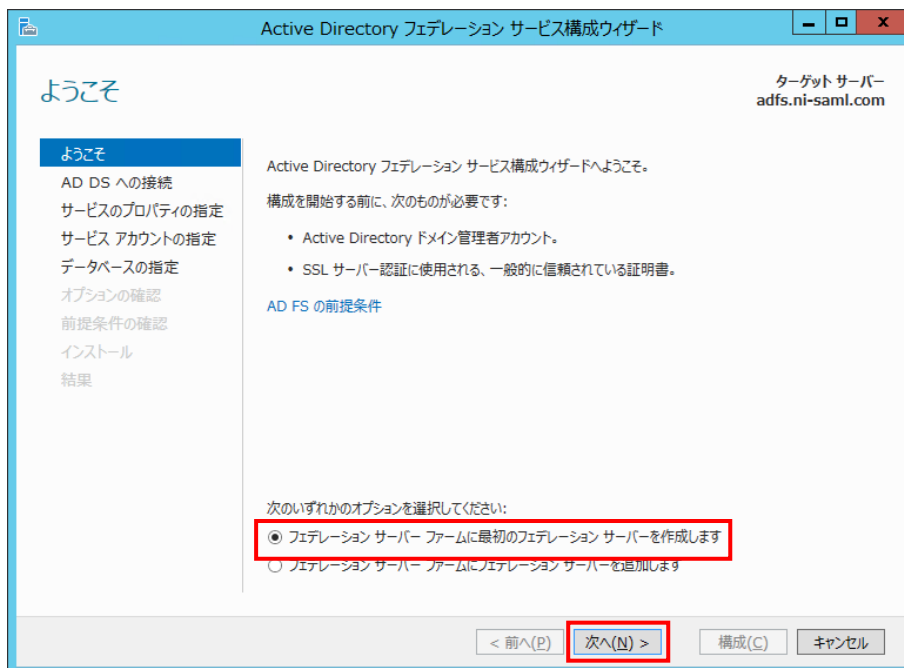 Active Directory フェデレーション サービス構成ウィザード
ようこそ
ターゲット サーバー
adfs.ni-saml.com
ようこそ
AD DS への接続
サービスのプロパティの指定
サービス アカウントの指定
データベースの指定
オプションの確認
前提条件の確認
インストール
結果
Active Directory フェデレーション サービス構成ウィザードへようこそ。
構成を開始する前に、次のものが必要です:
• Active Directory ドメイン管理者アカウント。
• SSL サーバー認証に使用される、一般的に信頼されている証明書。
AD FS の前提条件
次のいずれかのオプションを選択してください:
フェデレーション サーバー ファームに最初のフェデレーション サーバーを作成します
フェデレーション サーバー ファームにフェデレーション サーバーを追加します
< 前へ(P)
次へ(N) >
構成(C)
キャンセル